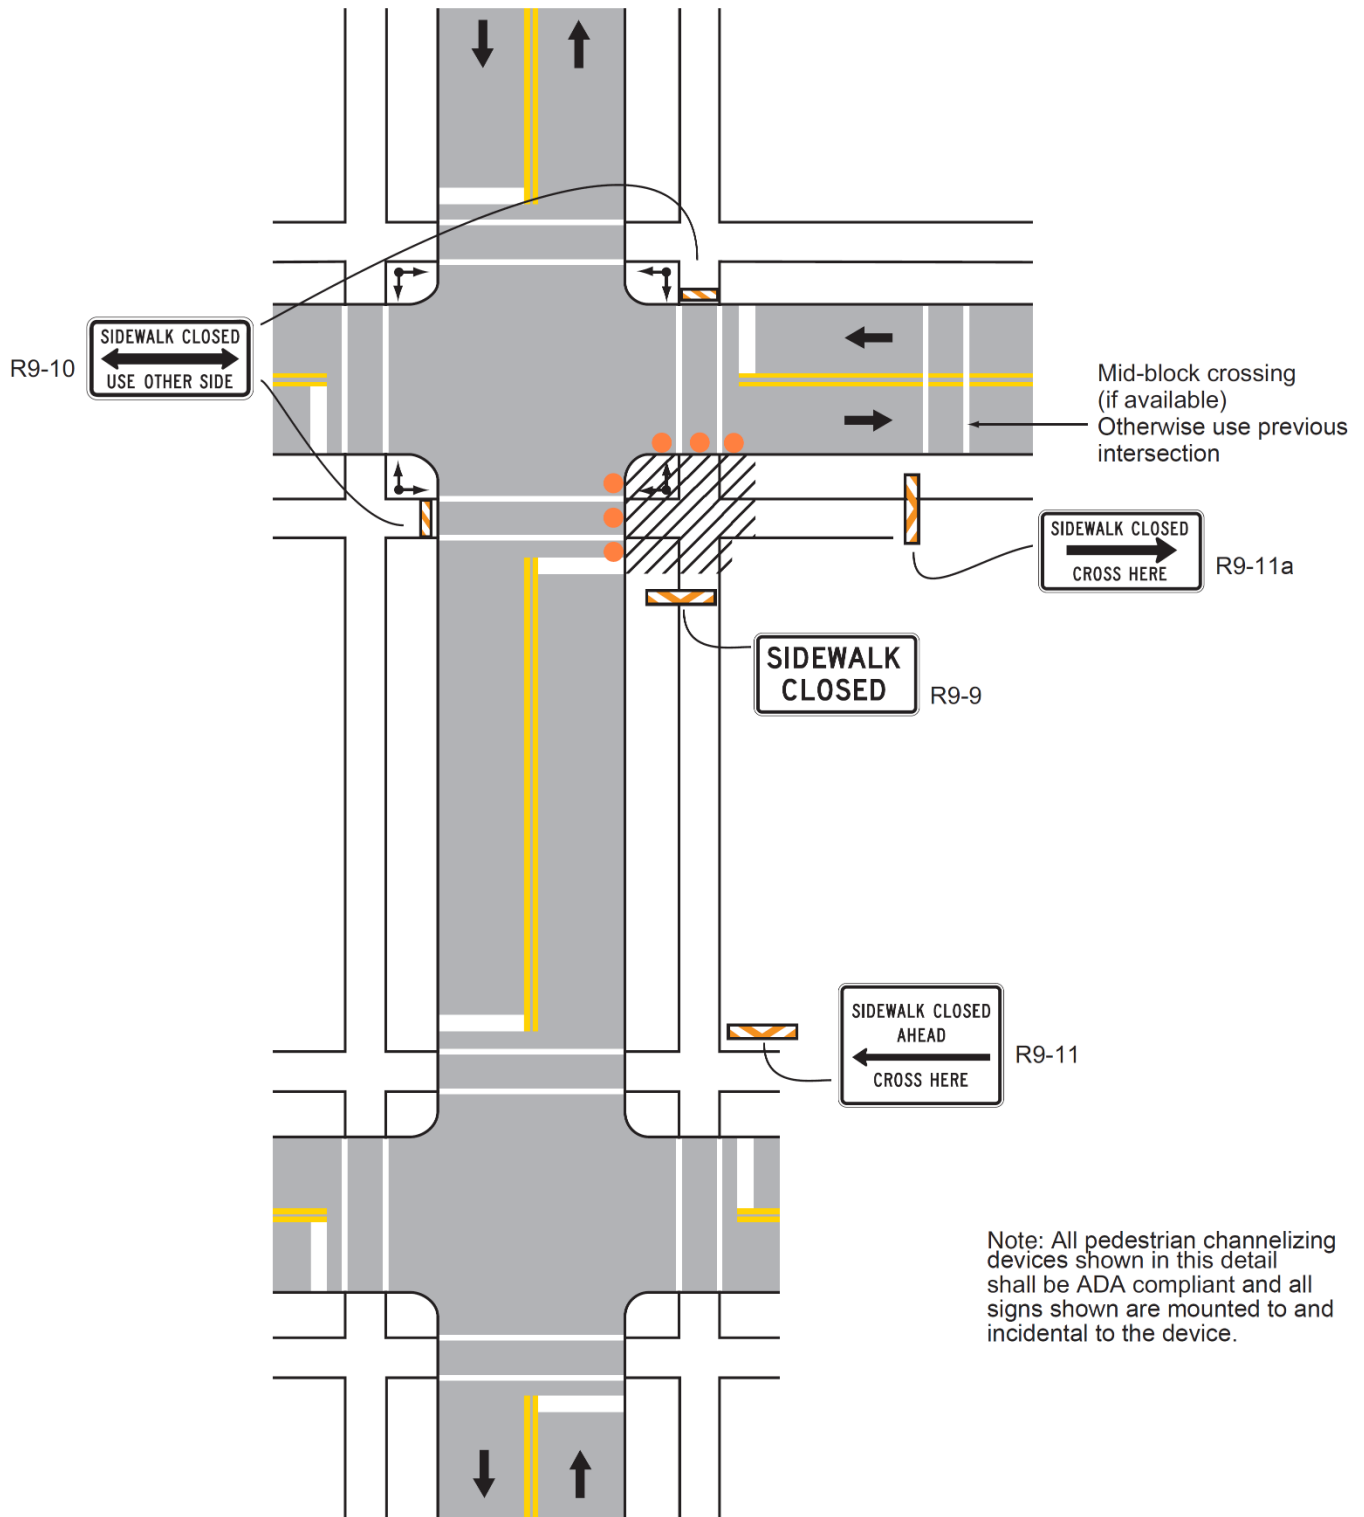 R9-10
SIDEWALK CLOSED
USE OTHER SIDE
Mid-block crossing
(if available)
Otherwise use previous
intersection
SIDEWALK CLOSED
CROSS HERE
R9-11a
SIDEWALK
CLOSED
R9-9
SIDEWALK CLOSED
AHEAD
CROSS HERE
R9-11
Note: All pedestrian channelizing
devices shown in this detail
shall be ADA compliant and all
signs shown are mounted to and
incidental to the device.